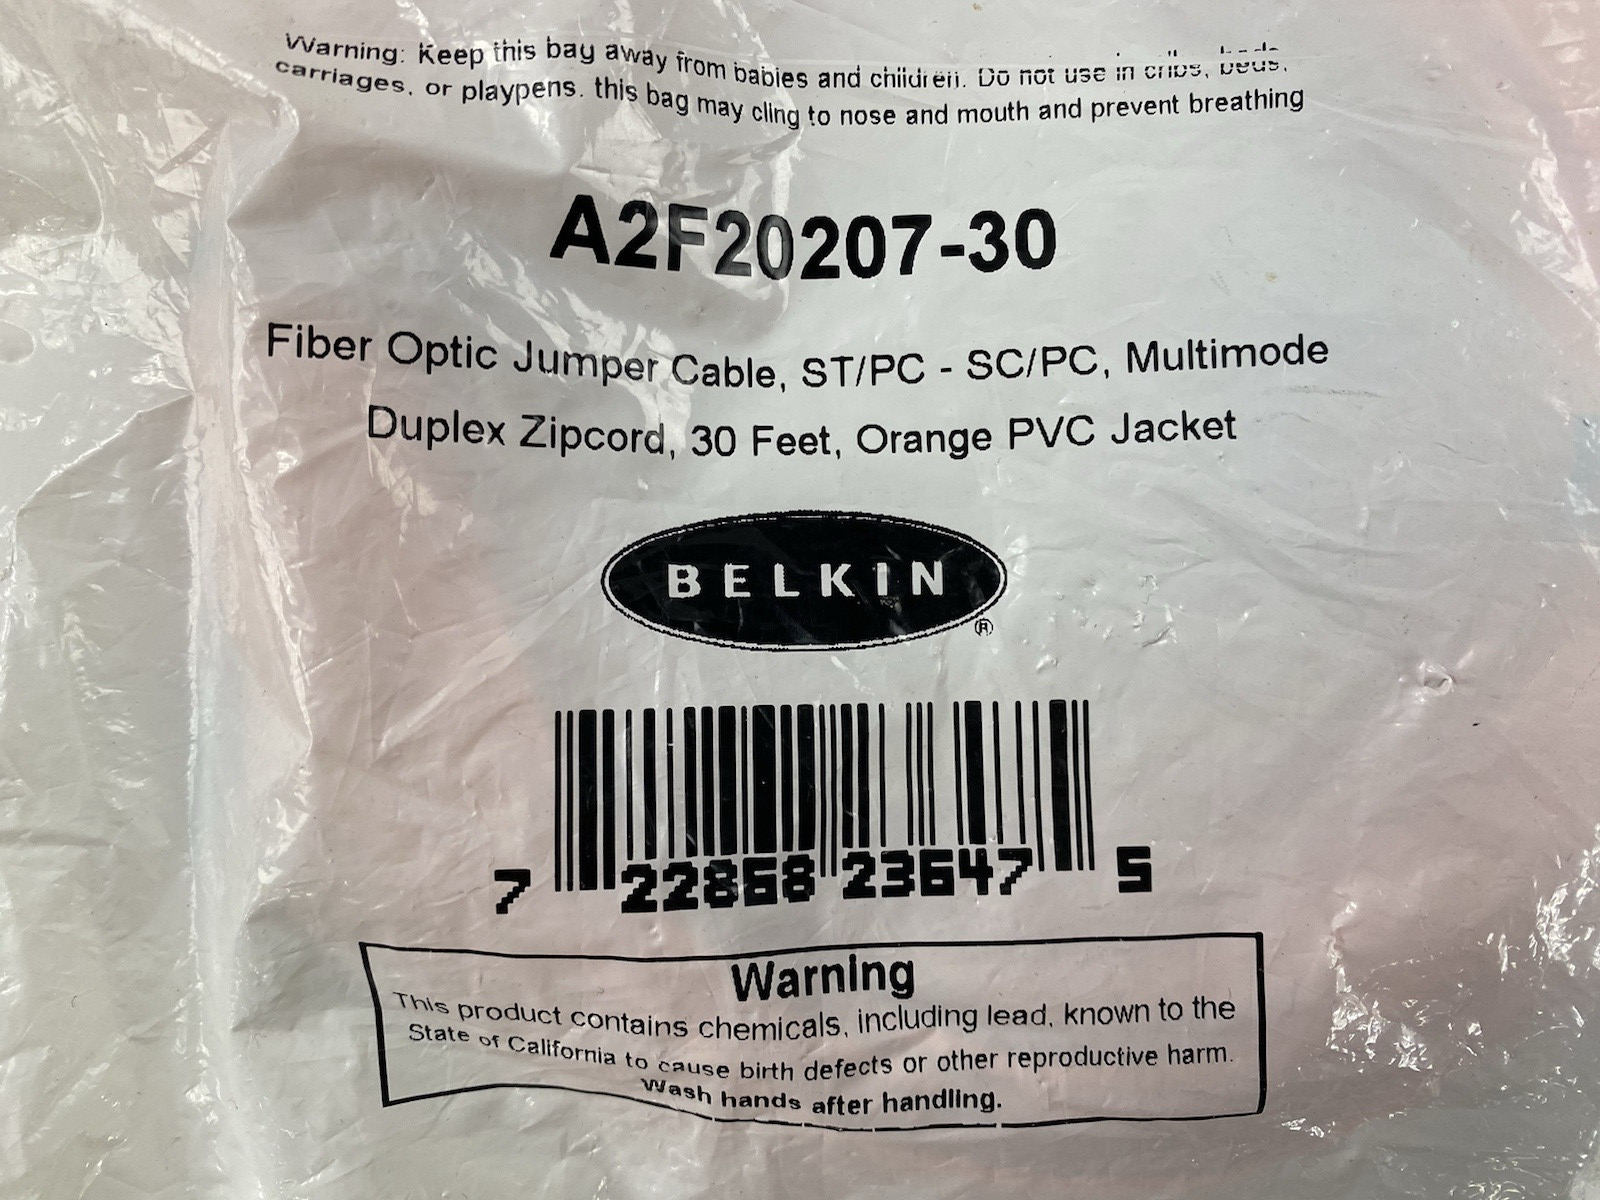 Warning: Keep this bag away from babies and children. Do not use in cribs, beds,
carriages, or playpens. this bag may cling to nose and mouth and prevent breathing
A2F20207-30
Fiber Optic Jumper Cable, ST/PC - SC/PC, Multimode
Duplex Zipcord, 30 Feet, Orange PVC Jacket
BELKIN
®
7 22868 23647 5
Warning
This product contains chemicals, including lead, known to the
State of California to cause birth defects or other reproductive harm.
Wash hands after handling.